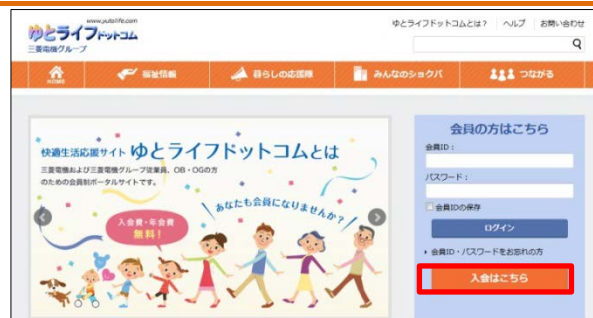 www.yutolife.com
ゆとライフドットコム
三菱電機グループ
ゆとライフドットコムとは? ヘルプ お問い合わせ
HOME 福祉情報 暮らしの応援隊 みんなのショクバ つながる
快適生活応援サイト ゆとライフドットコムとは
三菱電機および三菱電機グループ従業員、OB・OGの方
のための会員制ポータルサイトです。
入会費・年会費
無料!
あなたも会員になりませんか?
会員の方はこちら
会員ID:
パスワード:
会員IDの保存
ログイン
会員ID・パスワードをお忘れの方
入会はこちら